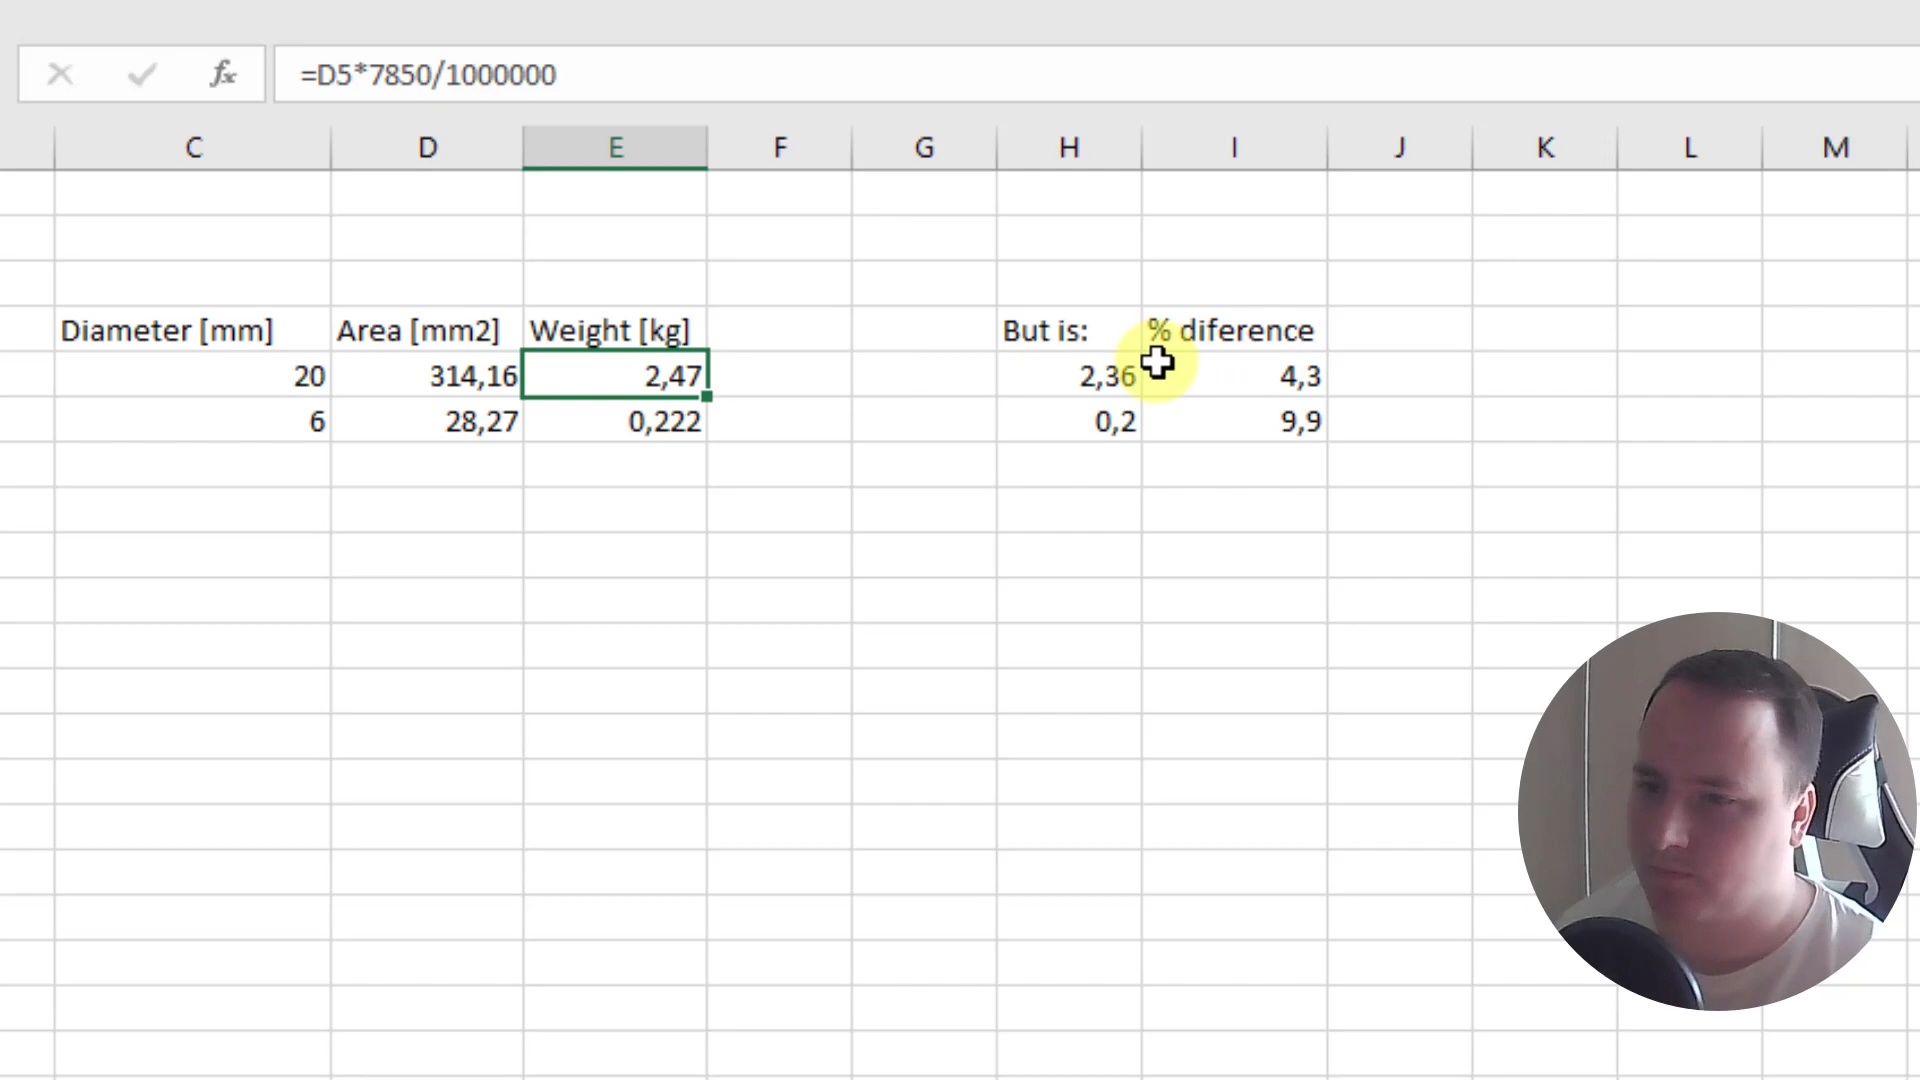 fx =D5*7850/1000000
C D E F G H I J K L M
Diameter [mm] Area [mm2] Weight [kg] But is: % diference
20 314,16 2,47 2,36 4,3
6 28,27 0,222 0,2 9,9